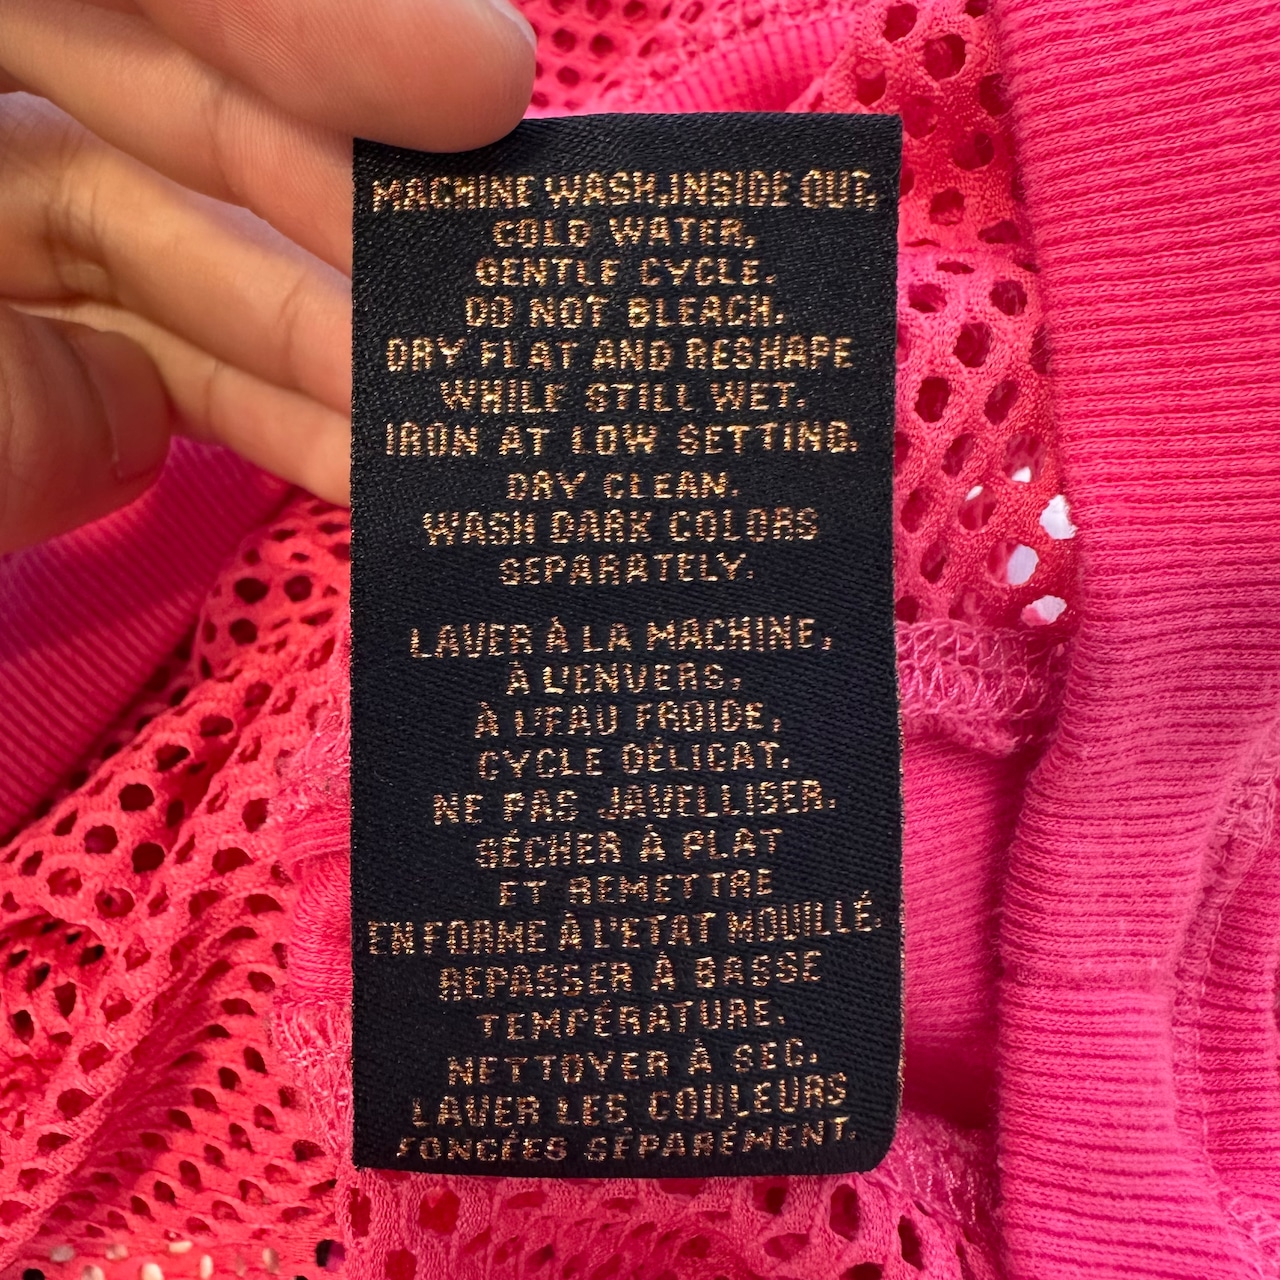 MACHINE WASH, INSIDE OUT,
COLD WATER,
GENTLE CYCLE.
DO NOT BLEACH.
DRY FLAT AND RESHAPE
WHILE STILL WET.
IRON AT LOW SETTING.
DRY CLEAN.
WASH DARK COLORS
SEPARATELY.
LAVER À LA MACHINE,
À L'ENVERS,
À L'EAU FROIDE,
CYCLE DÉLICAT.
NE PAS JAVELLISER.
SÉCHER À PLAT
ET REMETTRE
EN FORME À L'ETAT MOUILLÉ.
REPASSER À BASSE
TEMPÉRATURE.
NETTOYER À SEC.
LAVER LES COULEURS
FONCÉES SÉPARÉMENT.